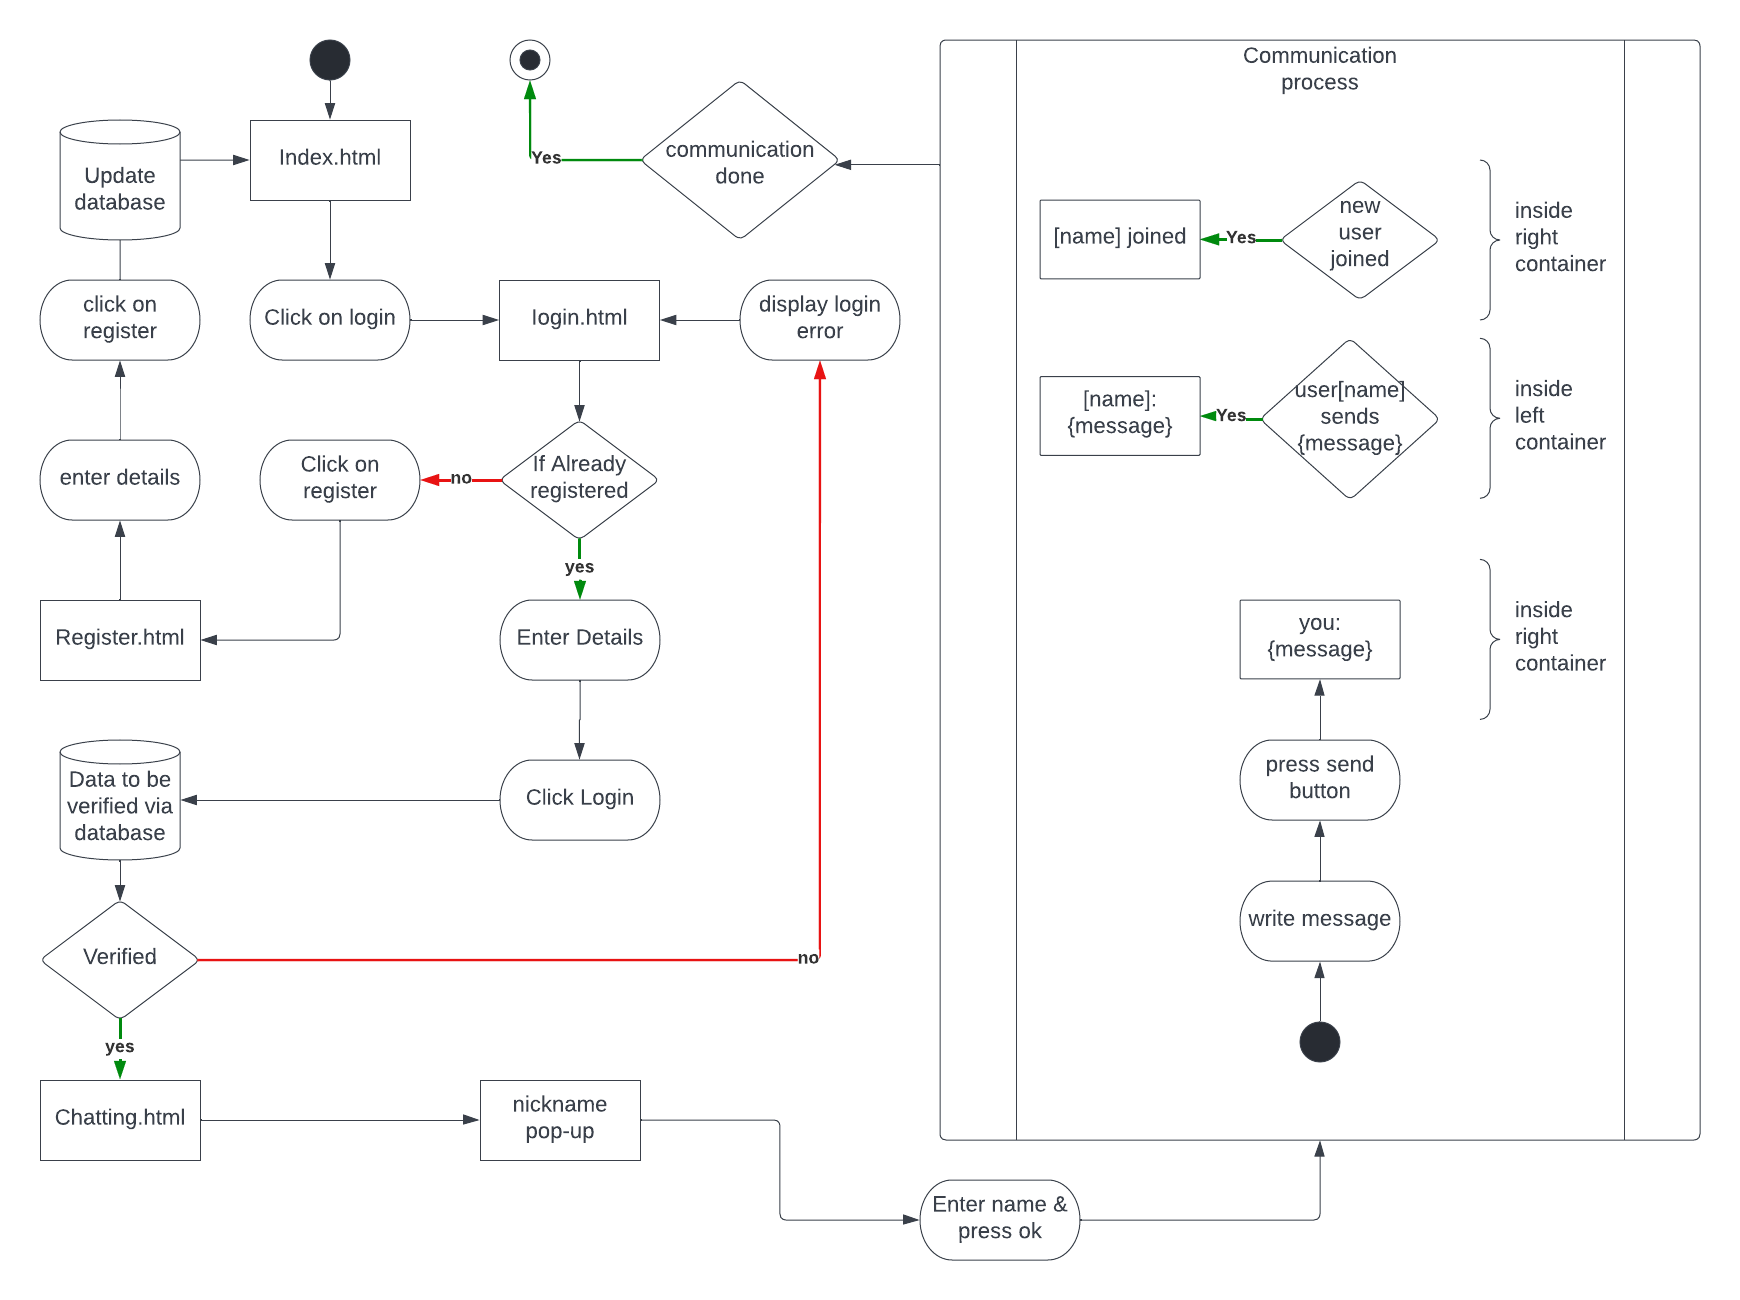 Communication
process
Index.html
Update
database
Yes
communication
done
[name] joined
Yes
new
user
joined
inside
right
container
click on
register
Click on login
login.html
display login
error
[name]:
{message}
Yes
user[name]
sends
{message}
inside
left
container
enter details
Click on
register
no
If Already
registered
yes
Register.html
Enter Details
you:
{message}
inside
right
container
Data to be
verified via
database
Click Login
press send
button
write message
Verified
no
yes
Chatting.html
nickname
pop-up
Enter name &
press ok